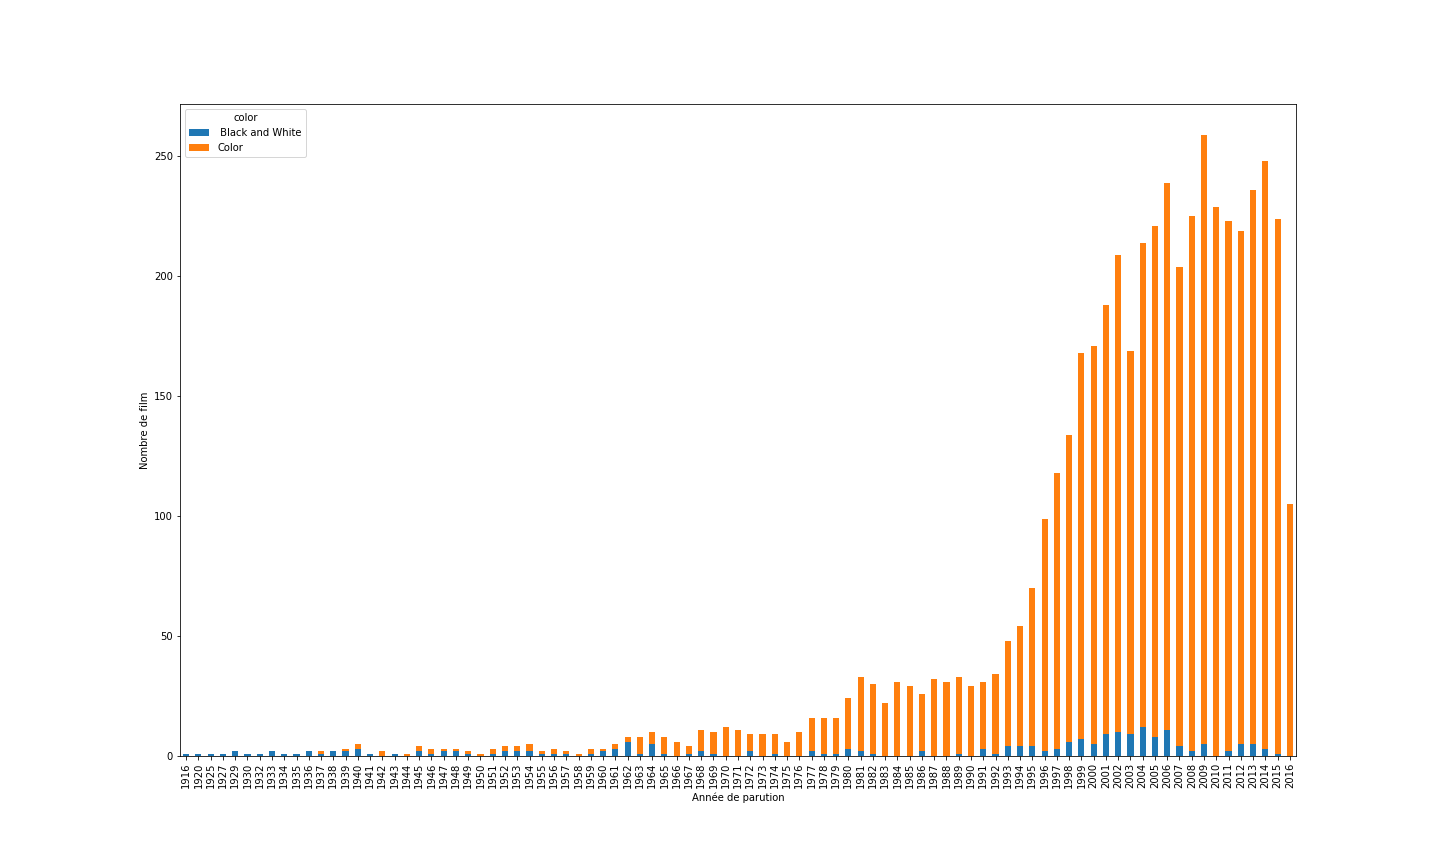 color
Black and White
Color
250
200
150
100
50
0
Nombre de film
1916 1920 1925 1927 1929 1930 1932 1933 1934 1935 1936 1937 1938 1939 1940 1941 1942 1943 1944 1945 1946 1947 1948 1949 1950 1951 1952 1953 1954 1955 1956 1957 1958 1959 1960 1961 1962 1963 1964 1965 1966 1967 1968 1969 1970 1971 1972 1973 1974 1975 1976 1977 1978 1979 1980 1981 1982 1983 1984 1985 1986 1987 1988 1989 1990 1991 1992 1993 1994 1995 1996 1997 1998 1999 2000 2001 2002 2003 2004 2005 2006 2007 2008 2009 2010 2011 2012 2013 2014 2015 2016
Année de parution